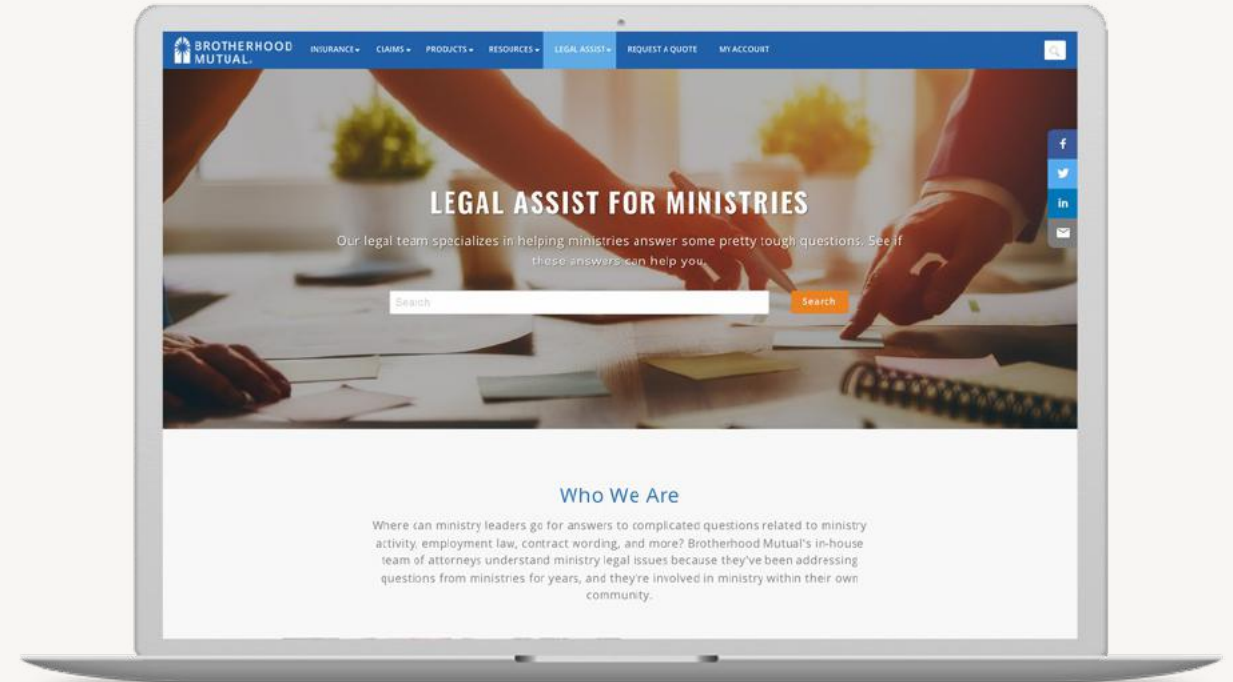 BROTHERHOOD
MUTUAL.
INSURANCE
CLAIMS
PRODUCTS
RESOURCES
LEGAL ASSIST
REQUEST A QUOTE
MY ACCOUNT
f
in
LEGAL ASSIST FOR MINISTRIES
Our legal team specializes in helping ministries answer some pretty tough questions. See if
these answers can help you.
Search
Search
Who We Are
Where can ministry leaders go for answers to complicated questions related to ministry
activity, employment law, contract wording, and more? Brotherhood Mutual's in-house
team of attorneys understand ministry legal issues because they've been addressing
questions from ministries for years, and they're involved in ministry within their own
community.